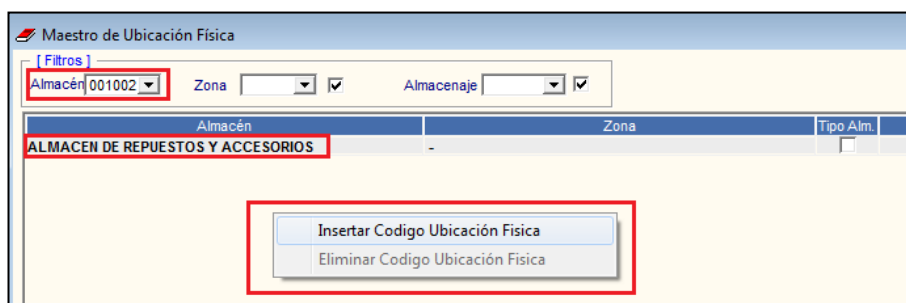 Maestro de Ubicación Física
[ Filtros ]
Almacén 001002 Zona Almacenaje
Almacén Zona Tipo Alm.
ALMACEN DE REPUESTOS Y ACCESORIOS -
Insertar Codigo Ubicación Fisica
Eliminar Codigo Ubicación Fisica